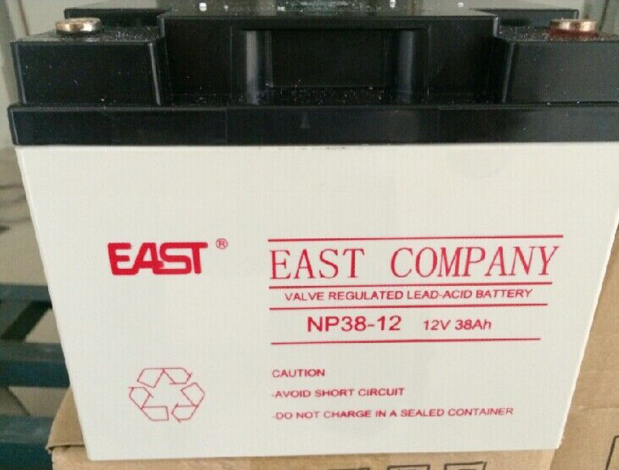 EAST ®
EAST COMPANY
VALVE REGULATED LEAD-ACID BATTERY
NP38-12 12V 38Ah
CAUTION
-AVOID SHORT CIRCUIT
-DO NOT CHARGE IN A SEALED CONTAINER